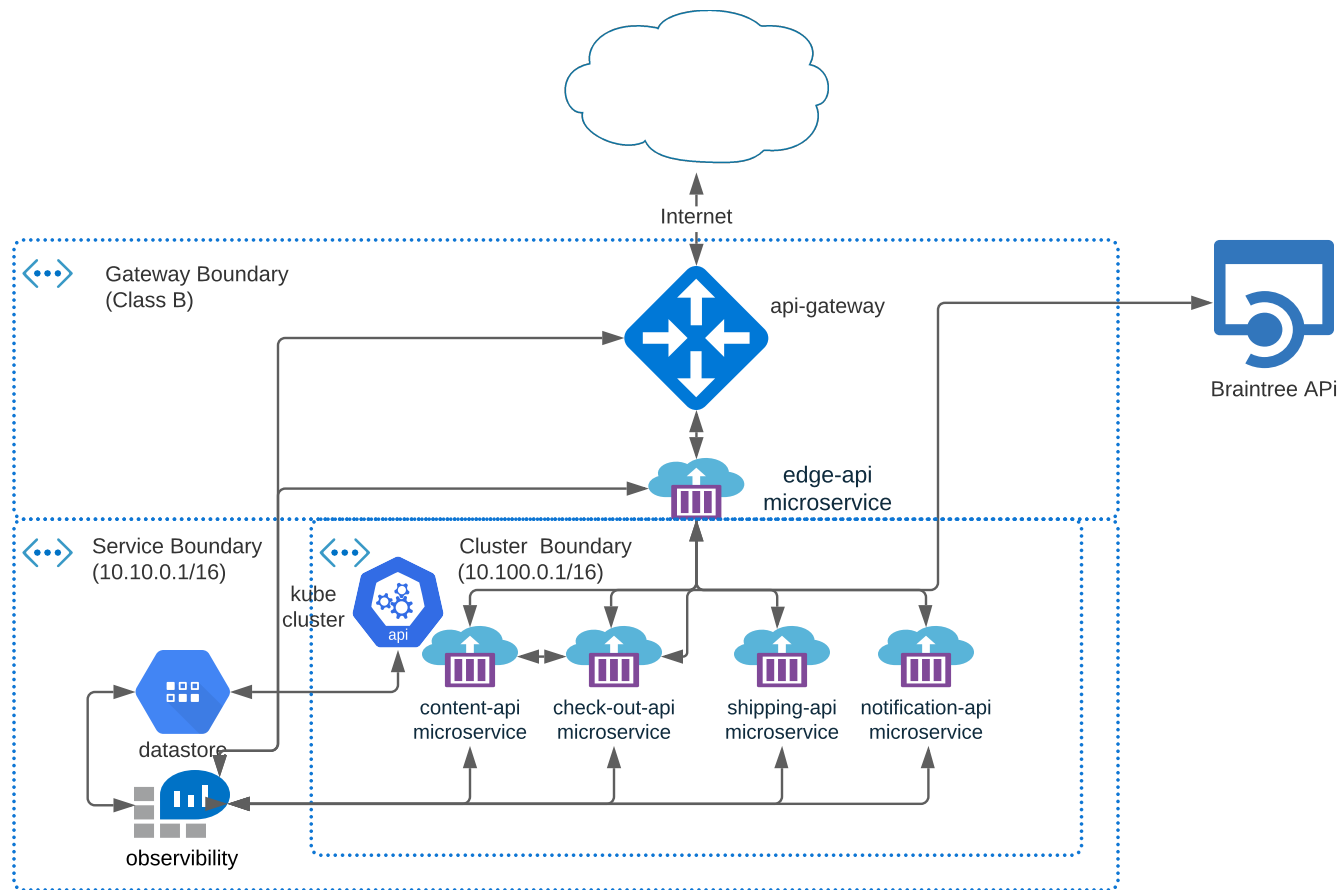 Internet
Gateway Boundary
(Class B)
api-gateway
Braintree APi
edge-api
microservice
Service Boundary
(10.10.0.1/16)
Cluster  Boundary
(10.100.0.1/16)
kube
cluster
api
content-api
microservice
check-out-api
microservice
shipping-api
microservice
notification-api
microservice
datastore
observibility